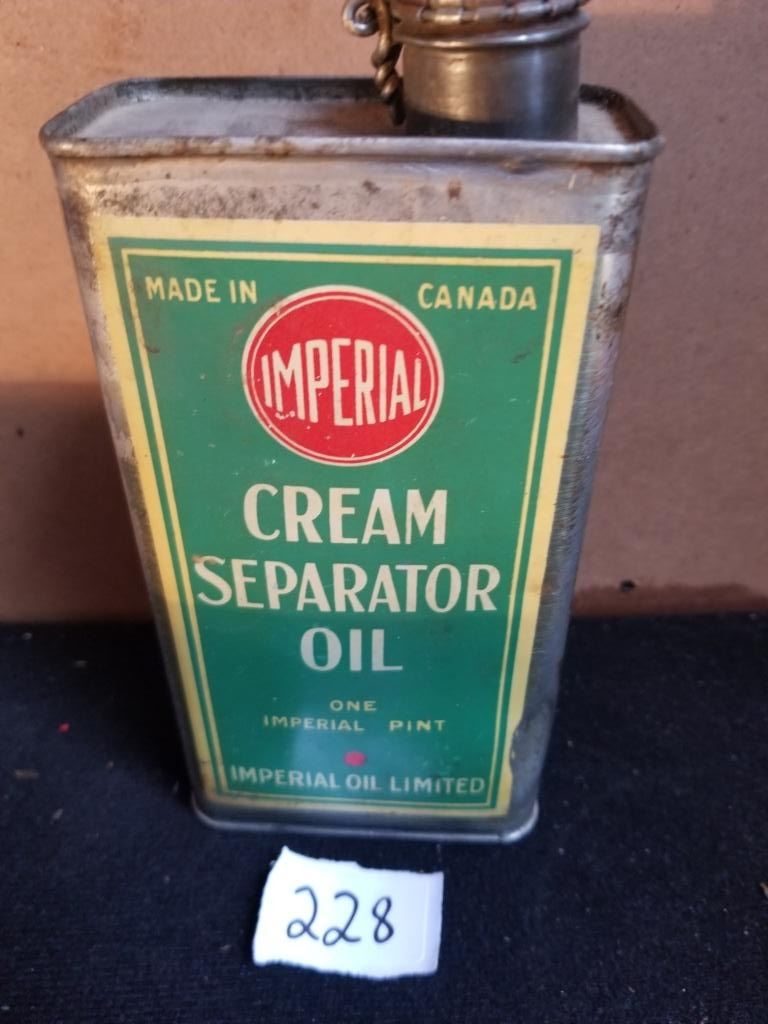 MADE IN CANADA
IMPERIAL
CREAM
SEPARATOR
OIL
ONE
IMPERIAL PINT
IMPERIAL OIL LIMITED
228